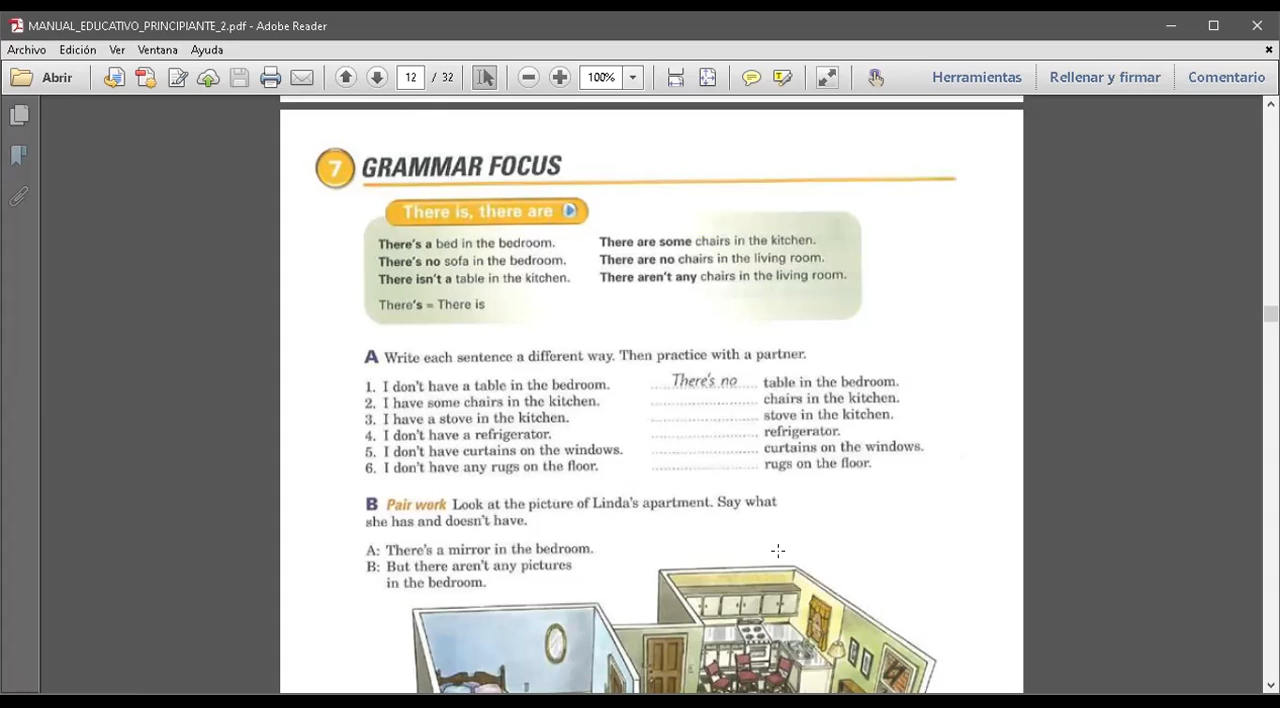 MANUAL_EDUCATIVO_PRINCIPIANTE_2.pdf - Adobe Reader
Archivo Edición Ver Ventana Ayuda
Abrir 12 / 32 100% Herramientas Rellenar y firmar Comentario
7 GRAMMAR FOCUS
There is, there are
There's a bed in the bedroom.
There's no sofa in the bedroom.
There isn't a table in the kitchen.
There's = There is
There are some chairs in the kitchen.
There are no chairs in the living room.
There aren't any chairs in the living room.
A Write each sentence a different way. Then practice with a partner.
1. I don't have a table in the bedroom. There's no table in the bedroom.
2. I have some chairs in the kitchen. chairs in the kitchen.
3. I have a stove in the kitchen. stove in the kitchen.
4. I don't have a refrigerator. refrigerator.
5. I don't have curtains on the windows. curtains on the windows.
6. I don't have any rugs on the floor. rugs on the floor.
B Pair work Look at the picture of Linda's apartment. Say what
she has and doesn't have.
A: There's a mirror in the bedroom.
B: But there aren't any pictures
in the bedroom.